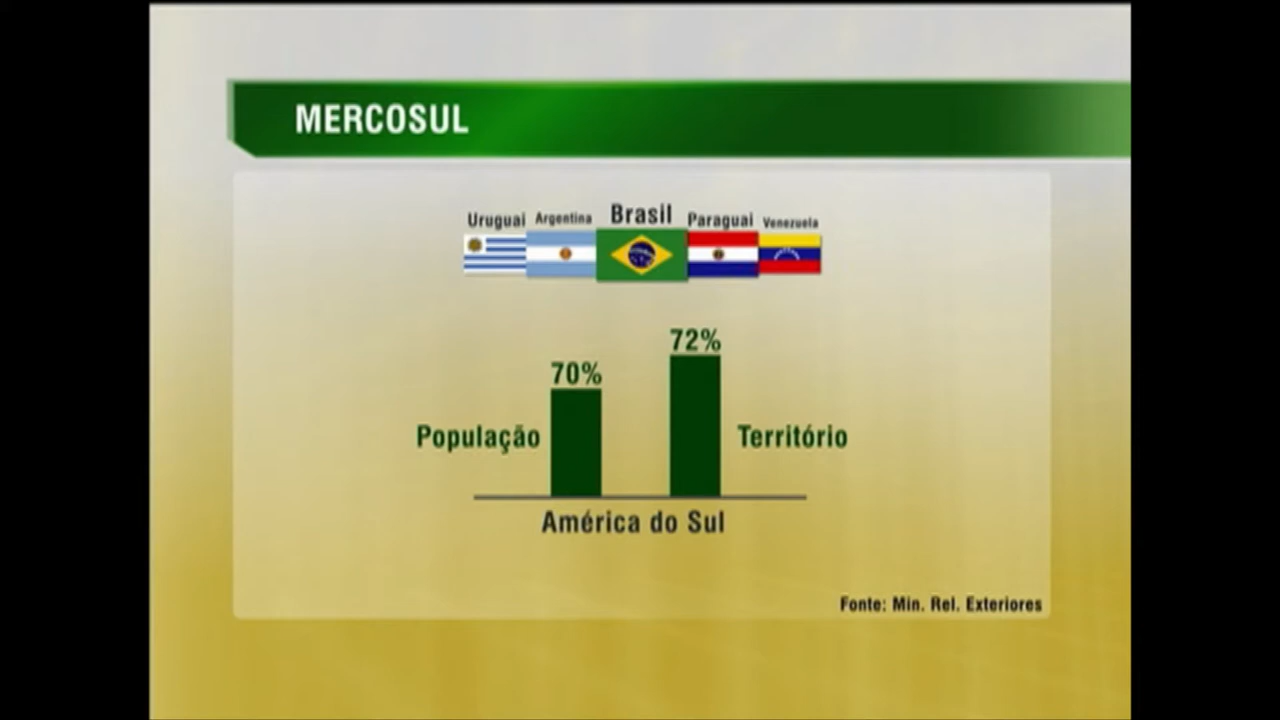 MERCOSUL
Uruguai Argentina Brasil Paraguai Venezuela
72%
70%
População Território
América do Sul
Fonte: Min. Rel. Exteriores